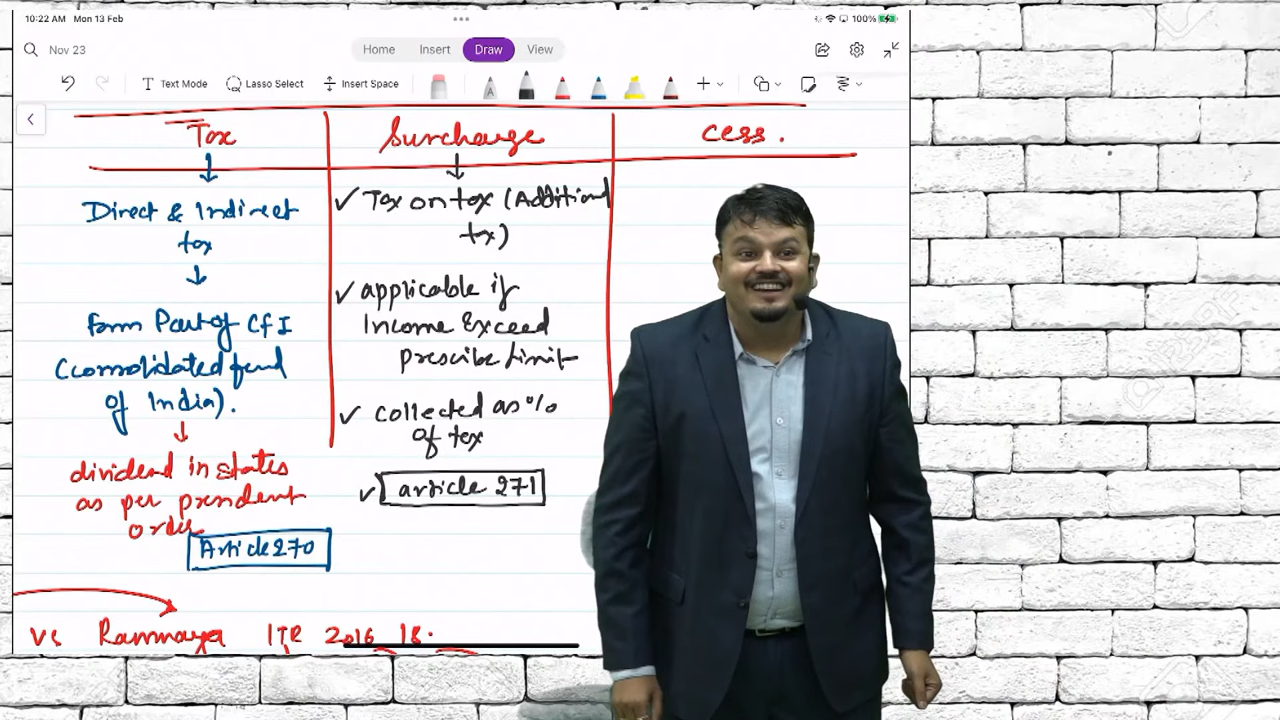 10:22 AM Mon 13 Feb
100%
Nov 23
Home Insert Draw View
Text Mode Lasso Select Insert Space
Tax
Direct & Indirect
tax
form Part of CfI
(consolidated fund
of India).
dividend in states
as per president
order
Article 270
Surcharge
Tax on tax (Additional
tax)
applicable if
Income Exceed
prescribe limit
collected as %
of tax
article 271
cess.
vs Rammaya ITR 2016 18.